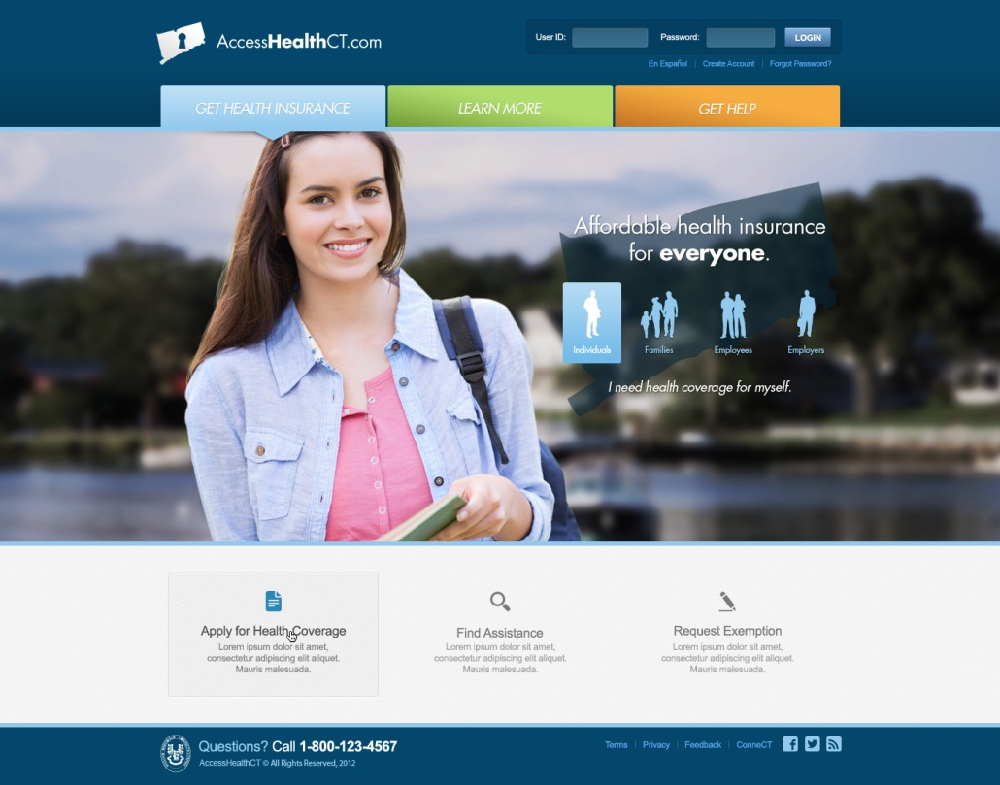 AccessHealthCT.com
User ID:
Password:
LOGIN
En Español
Create Account
Forgot Password?
GET HEALTH INSURANCE
LEARN MORE
GET HELP
Affordable health insurance
for everyone.
Individuals
Families
Employees
Employers
I need health coverage for myself.
Apply for Health Coverage
Lorem ipsum dolor sit amet,
consectetur adipiscing elit aliquet.
Mauris malesuada.
Find Assistance
Lorem ipsum dolor sit amet,
consectetur adipiscing elit aliquet.
Mauris malesuada.
Request Exemption
Lorem ipsum dolor sit amet,
consectetur adipiscing elit aliquet.
Mauris malesuada.
Questions? Call 1-800-123-4567
AccessHealthCT © All Rights Reserved, 2012
Terms
Privacy
Feedback
ConneCT